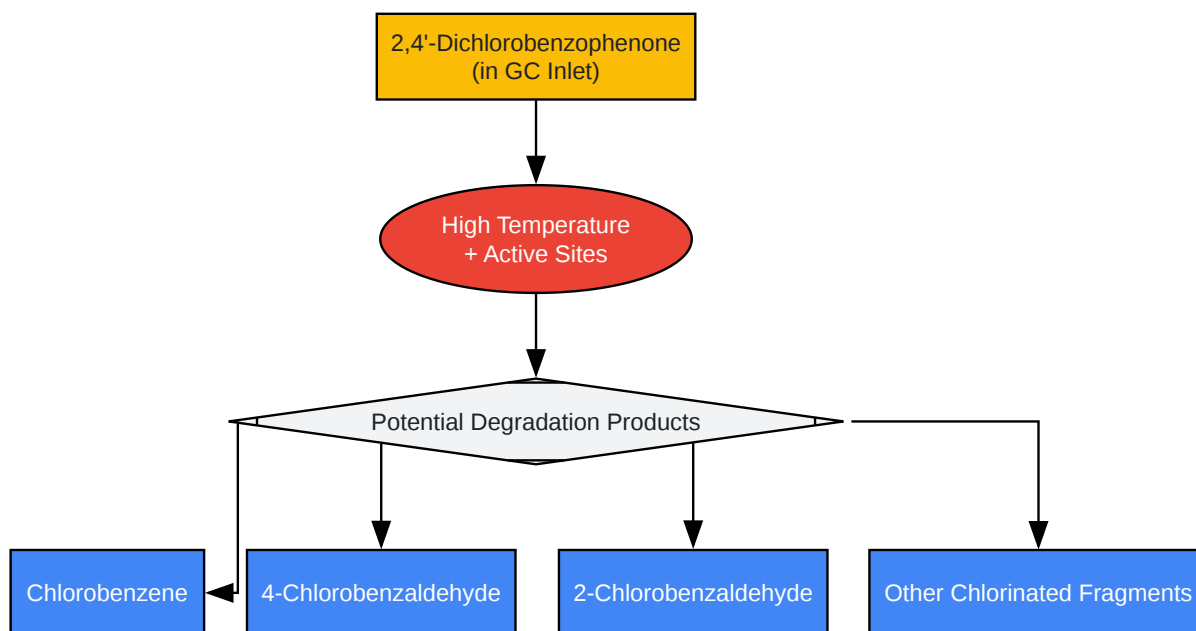 2,4'-Dichlorobenzophenone
(in GC Inlet)
High Temperature
+ Active Sites
Potential Degradation Products
Chlorobenzene
4-Chlorobenzaldehyde
2-Chlorobenzaldehyde
Other Chlorinated Fragments